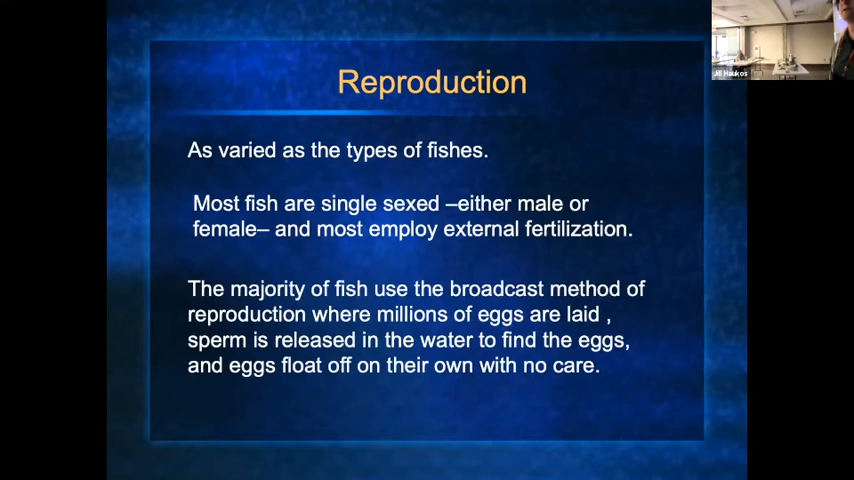 Reproduction
As varied as the types of fishes.
Most fish are single sexed –either male or
female– and most employ external fertilization.
The majority of fish use the broadcast method of
reproduction where millions of eggs are laid ,
sperm is released in the water to find the eggs,
and eggs float off on their own with no care.
Jill Haukos